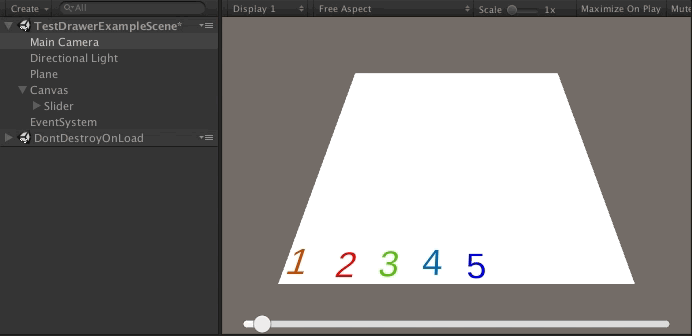 Create All Display 1 Free Aspect Scale 1x Maximize On Play Mute
TestDrawerExampleScene*
Main Camera
Directional Light
Plane
Canvas
Slider
EventSystem
DontDestroyOnLoad
1 2 3 4 5